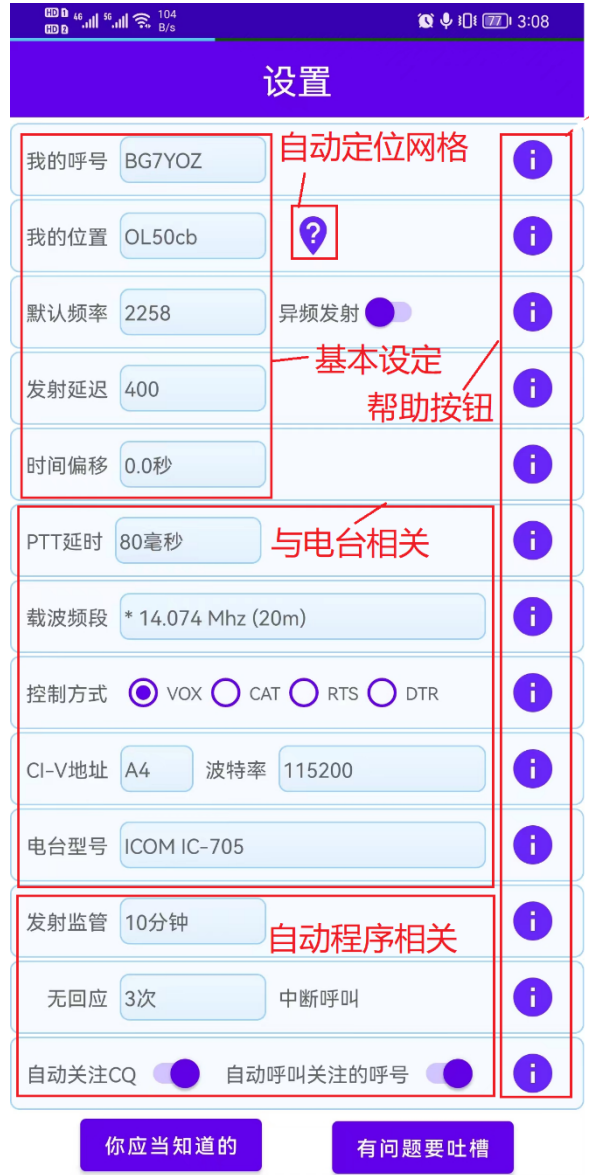 HD 1 4G 5G 104 B/s 77 3:08
HD 2
设置
我的呼号 BG7YOZ 自动定位网格
我的位置 OL50cb
默认频率 2258 异频发射
基本设定
发射延迟 400 帮助按钮
时间偏移 0.0秒
PTT延时 80毫秒 与电台相关
载波频段 * 14.074 Mhz (20m)
控制方式 VOX CAT RTS DTR
CI-V地址 A4 波特率 115200
电台型号 ICOM IC-705
发射监管 10分钟 自动程序相关
无回应 3次 中断呼叫
自动关注CQ 自动呼叫关注的呼号
你应当知道的 有问题要吐槽